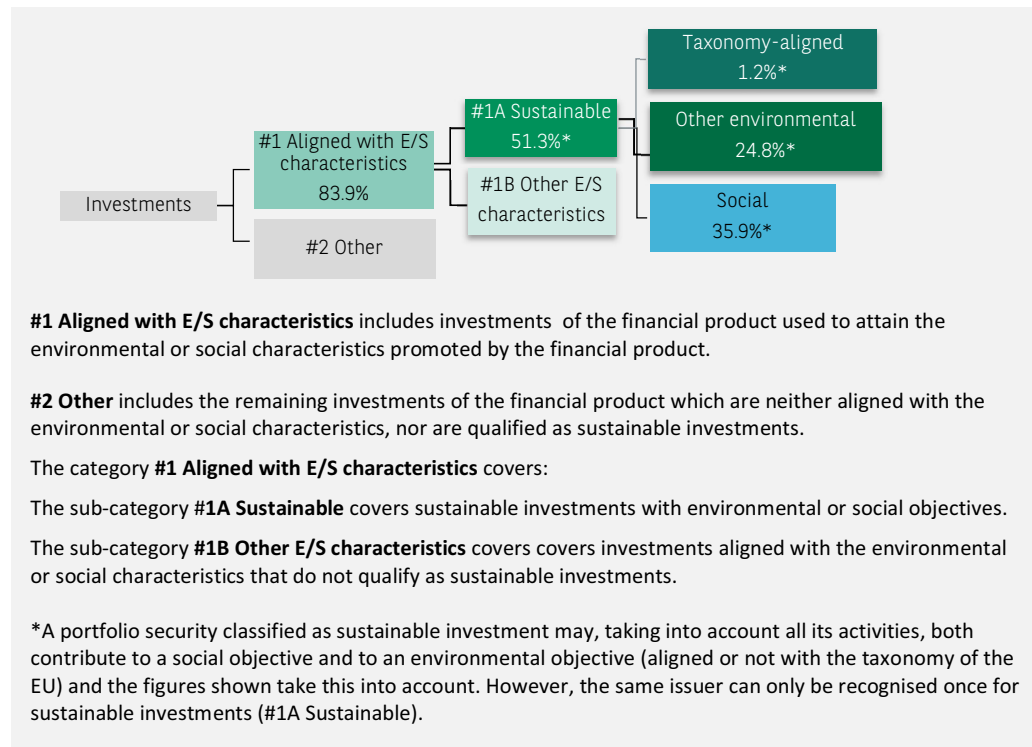 Taxonomy-aligned
1.2%*
#1A Sustainable
51.3%*
Other environmental
24.8%*
#1 Aligned with E/S
characteristics
83.9%
#1B Other E/S
characteristics
Investments
Social
35.9%*
#2 Other
#1 Aligned with E/S characteristics includes investments of the financial product used to attain the
environmental or social characteristics promoted by the financial product.
#2 Other includes the remaining investments of the financial product which are neither aligned with the
environmental or social characteristics, nor are qualified as sustainable investments.
The category #1 Aligned with E/S characteristics covers:
The sub-category #1A Sustainable covers sustainable investments with environmental or social objectives.
The sub-category #1B Other E/S characteristics covers covers investments aligned with the environmental
or social characteristics that do not qualify as sustainable investments.
*A portfolio security classified as sustainable investment may, taking into account all its activities, both
contribute to a social objective and to an environmental objective (aligned or not with the taxonomy of the
EU) and the figures shown take this into account. However, the same issuer can only be recognised once for
sustainable investments (#1A Sustainable).